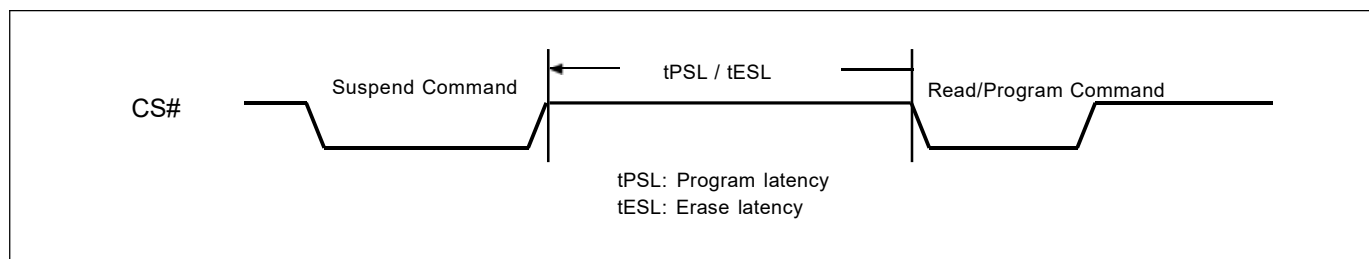 tPSL / tESL
Suspend Command
Read/Program Command
CS#
tPSL: Program latency
tESL: Erase latency